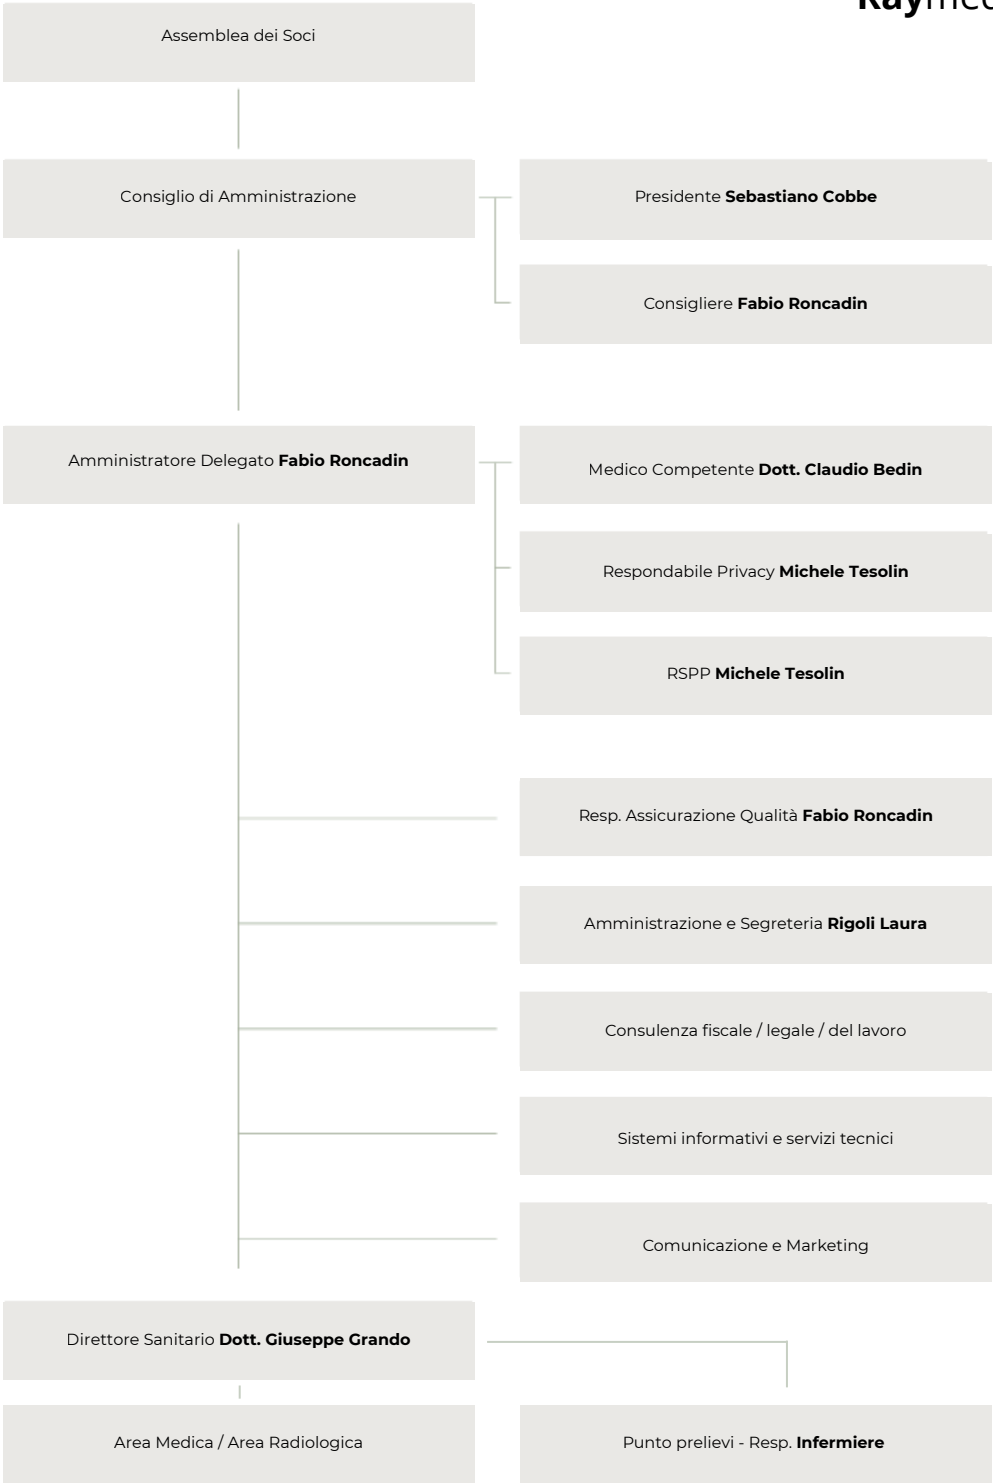 Assemblea dei Soci
Consiglio di Amministrazione
Presidente Sebastiano Cobbe
Consigliere Fabio Roncadin
Amministratore Delegato Fabio Roncadin
Medico Competente Dott. Claudio Bedin
Respondabile Privacy Michele Tesolin
RSPP Michele Tesolin
Resp. Assicurazione Qualità Fabio Roncadin
Amministrazione e Segreteria Rigoli Laura
Consulenza fiscale / legale / del lavoro
Sistemi informativi e servizi tecnici
Comunicazione e Marketing
Direttore Sanitario Dott. Giuseppe Grando
Area Medica / Area Radiologica
Punto prelievi - Resp. Infermiere